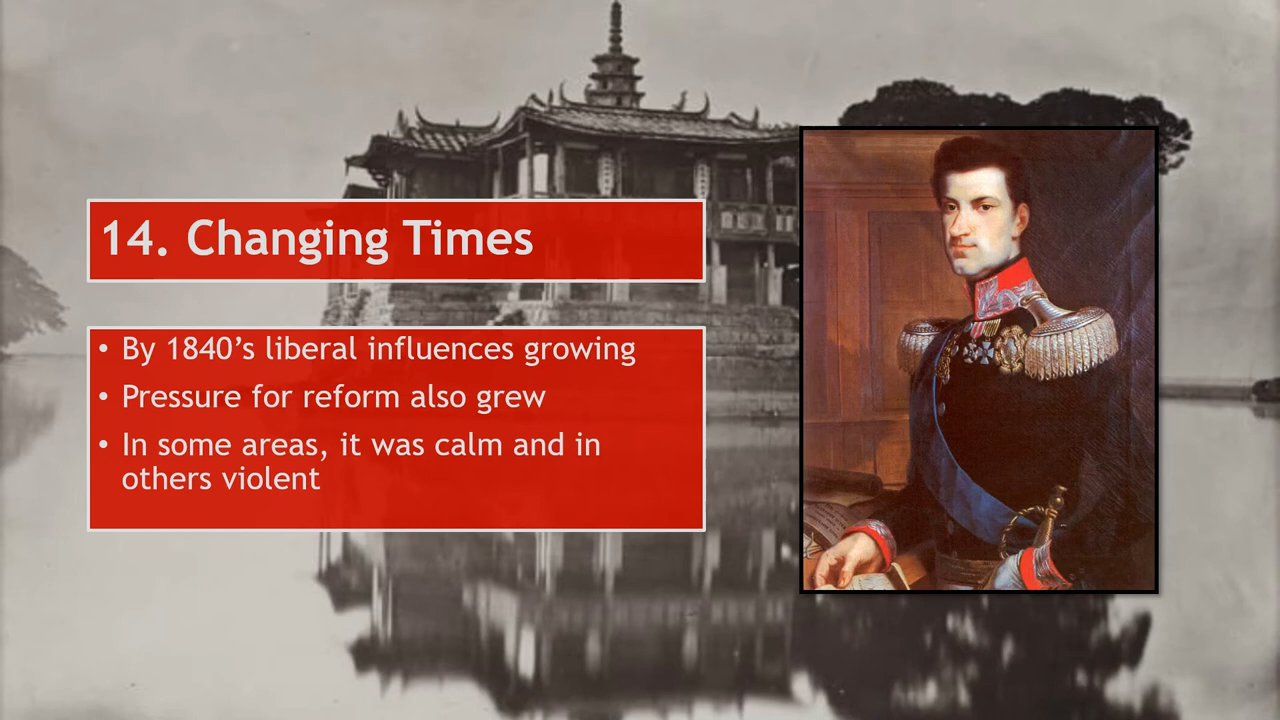 14. Changing Times
• By 1840’s liberal influences growing
• Pressure for reform also grew
• In some areas, it was calm and in
others violent